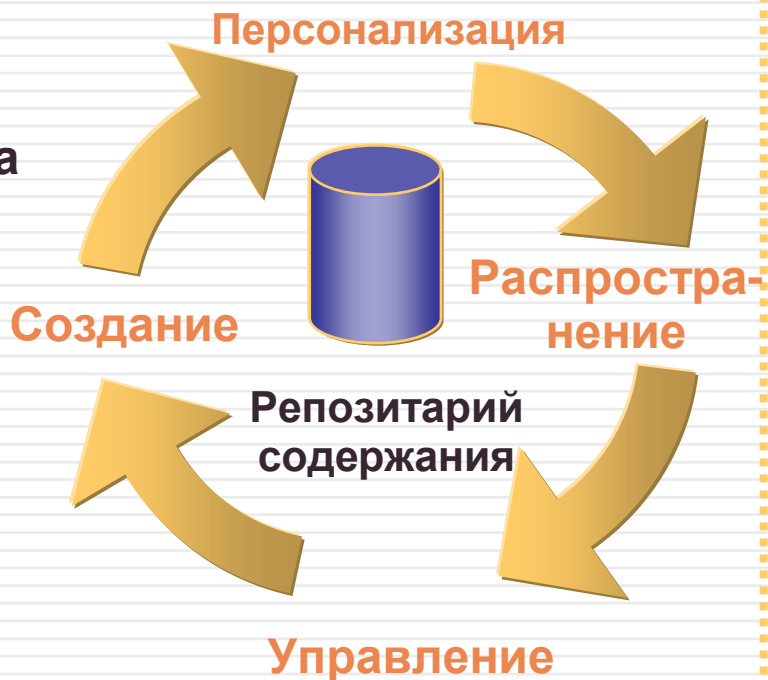 Персонализация
а
Распростра-
нение
Создание
Репозитарий
содержания
Управление